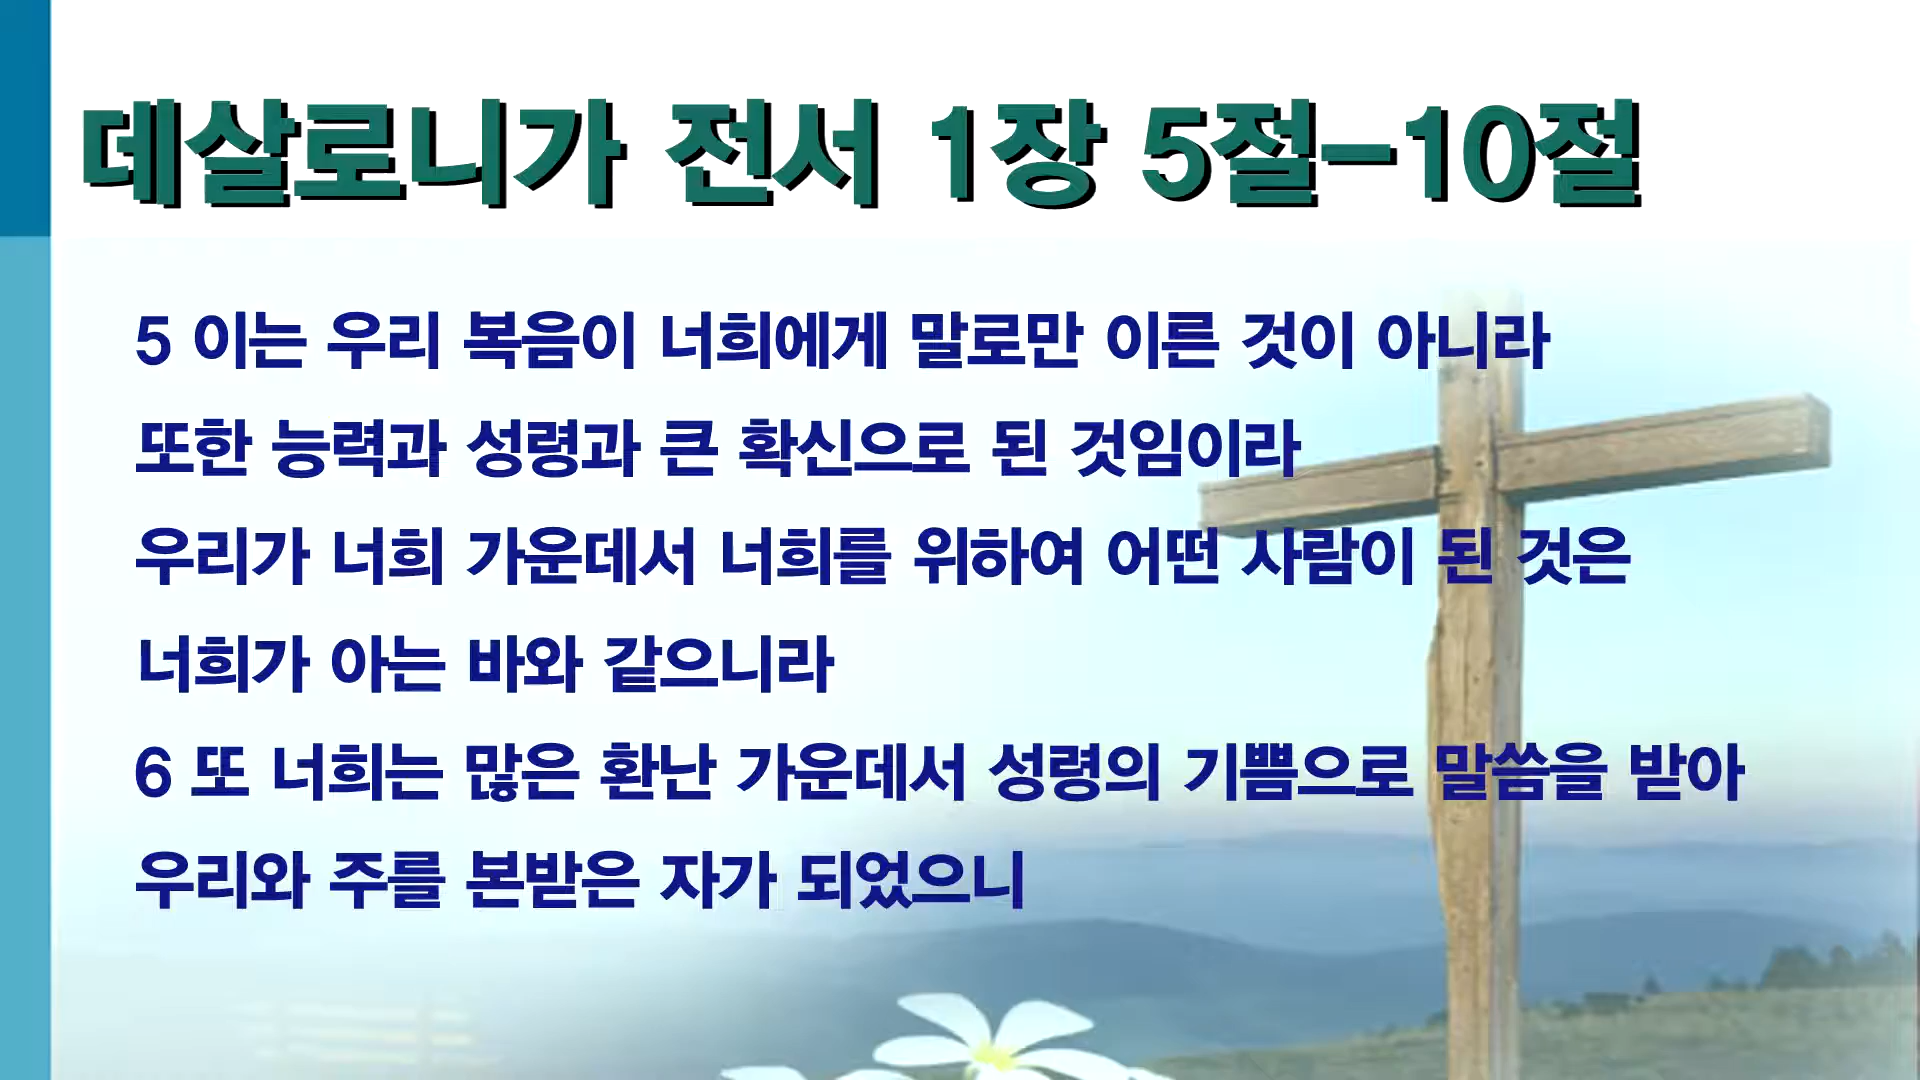 데살로니가 전서 1장 5절-10절
5 이는 우리 복음이 너희에게 말로만 이른 것이 아니라
또한 능력과 성령과 큰 확신으로 된 것임이라
우리가 너희 가운데서 너희를 위하여 어떤 사람이 된 것은
너희가 아는 바와 같으니라
6 또 너희는 많은 환난 가운데서 성령의 기쁨으로 말씀을 받아
우리와 주를 본받은 자가 되었으니